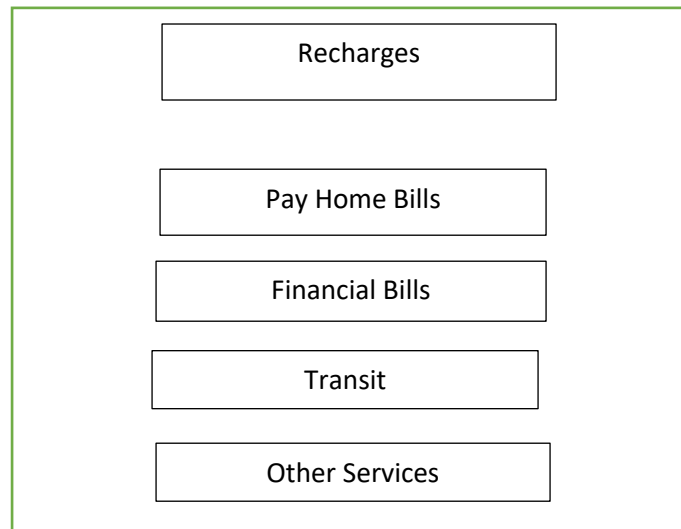 Recharges
Pay Home Bills
Financial Bills
Transit
Other Services